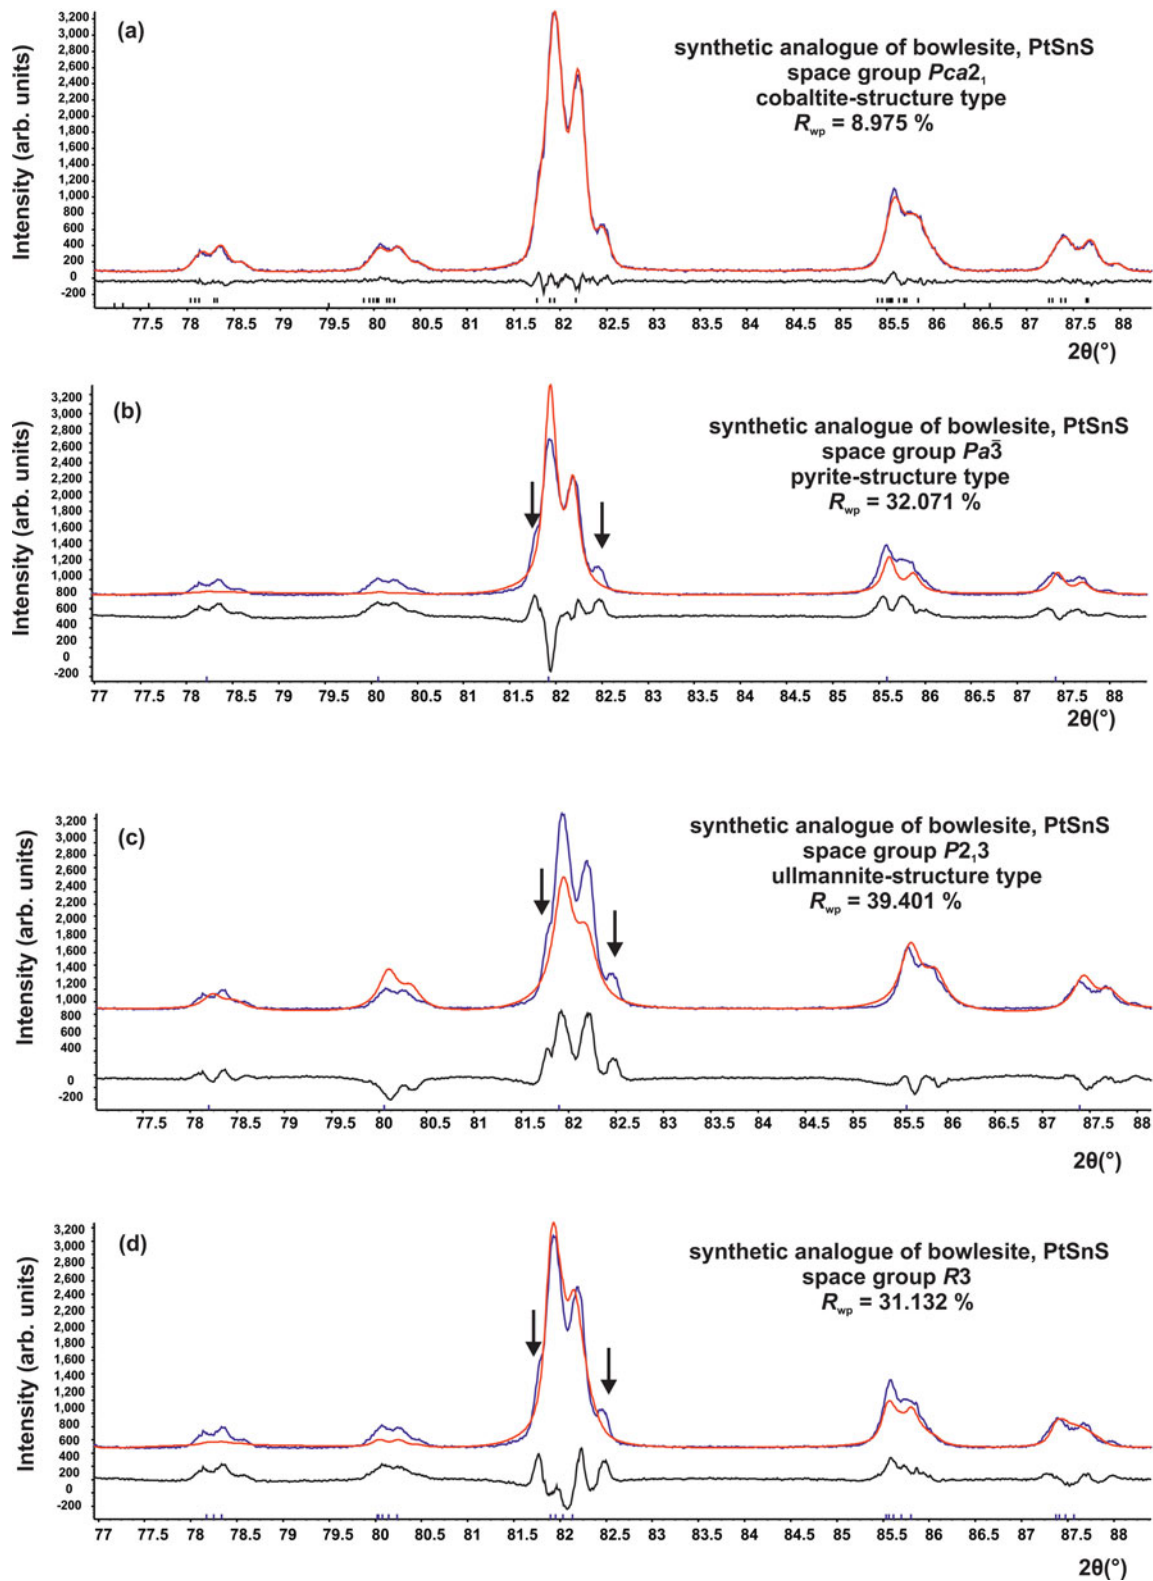 (a)
synthetic analogue of bowlesite, PtSnS
space group Pca2₁
cobaltite-structure type
Rwp = 8.975 %
Intensity (arb. units)
3,200
3,000
2,800
2,600
2,400
2,200
2,000
1,800
1,600
1,400
1,200
1,000
800
600
400
200
0
-200
77.5 78 78.5 79 79.5 80 80.5 81 81.5 82 82.5 83 83.5 84 84.5 85 85.5 86 86.5 87 87.5 88
2θ(°)
(b)
synthetic analogue of bowlesite, PtSnS
space group Pa3̅
pyrite-structure type
Rwp = 32.071 %
Intensity (arb. units)
3,200
3,000
2,800
2,600
2,400
2,200
2,000
1,800
1,600
1,400
1,200
1,000
800
600
400
200
0
-200
77 77.5 78 78.5 79 79.5 80 80.5 81 81.5 82 82.5 83 83.5 84 84.5 85 85.5 86 86.5 87 87.5 88
2θ(°)
(c)
synthetic analogue of bowlesite, PtSnS
space group P2₁3
ullmannite-structure type
Rwp = 39.401 %
Intensity (arb. units)
3,200
3,000
2,800
2,600
2,400
2,200
2,000
1,800
1,600
1,400
1,200
1,000
800
600
400
0
-200
77.5 78 78.5 79 79.5 80 80.5 81 81.5 82 82.5 83 83.5 84 84.5 85 85.5 86 86.5 87 87.5 88
2θ(°)
(d)
synthetic analogue of bowlesite, PtSnS
space group R3
Rwp = 31.132 %
Intensity (arb. units)
3,200
3,000
2,800
2,600
2,400
2,200
2,000
1,800
1,600
1,400
1,200
1,000
800
600
400
200
0
-200
77 77.5 78 78.5 79 79.5 80 80.5 81 81.5 82 82.5 83 83.5 84 84.5 85 85.5 86 86.5 87 87.5 88
2θ(°)